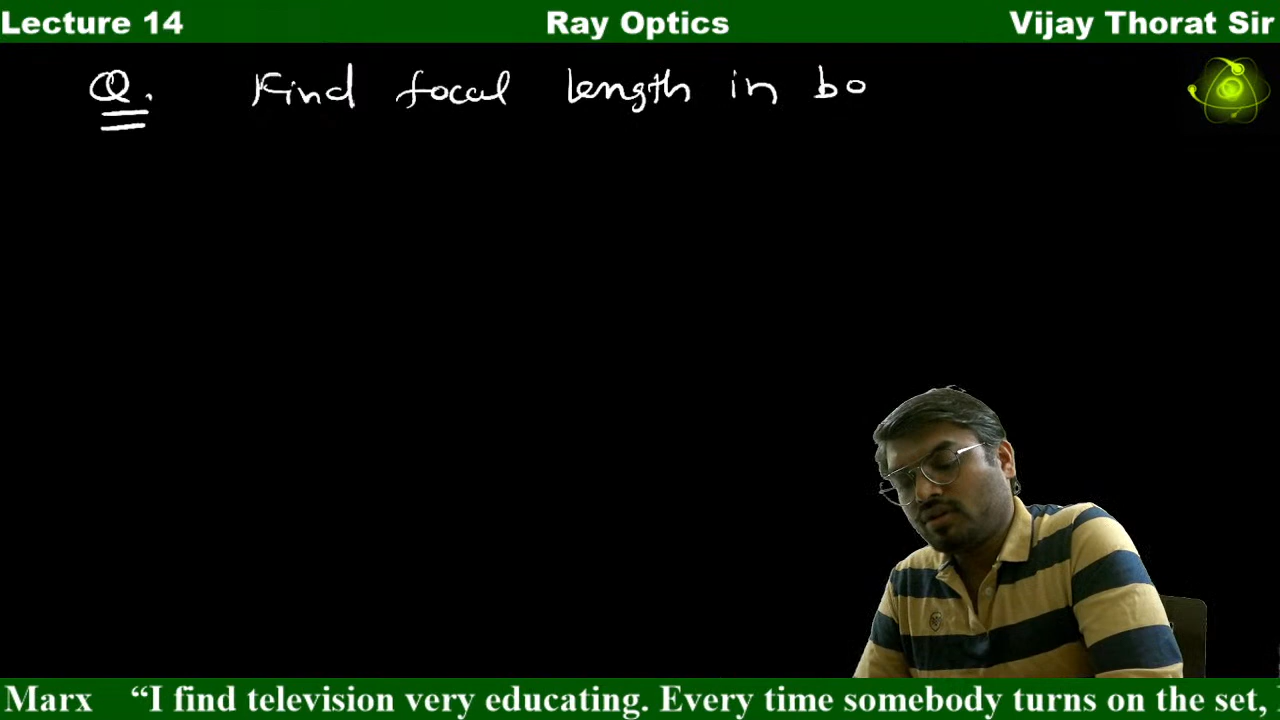 Lecture 14 Ray Optics Vijay Thorat Sir
Q. Find focal length in bo
Marx “I find television very educating. Every time somebody turns on the set,